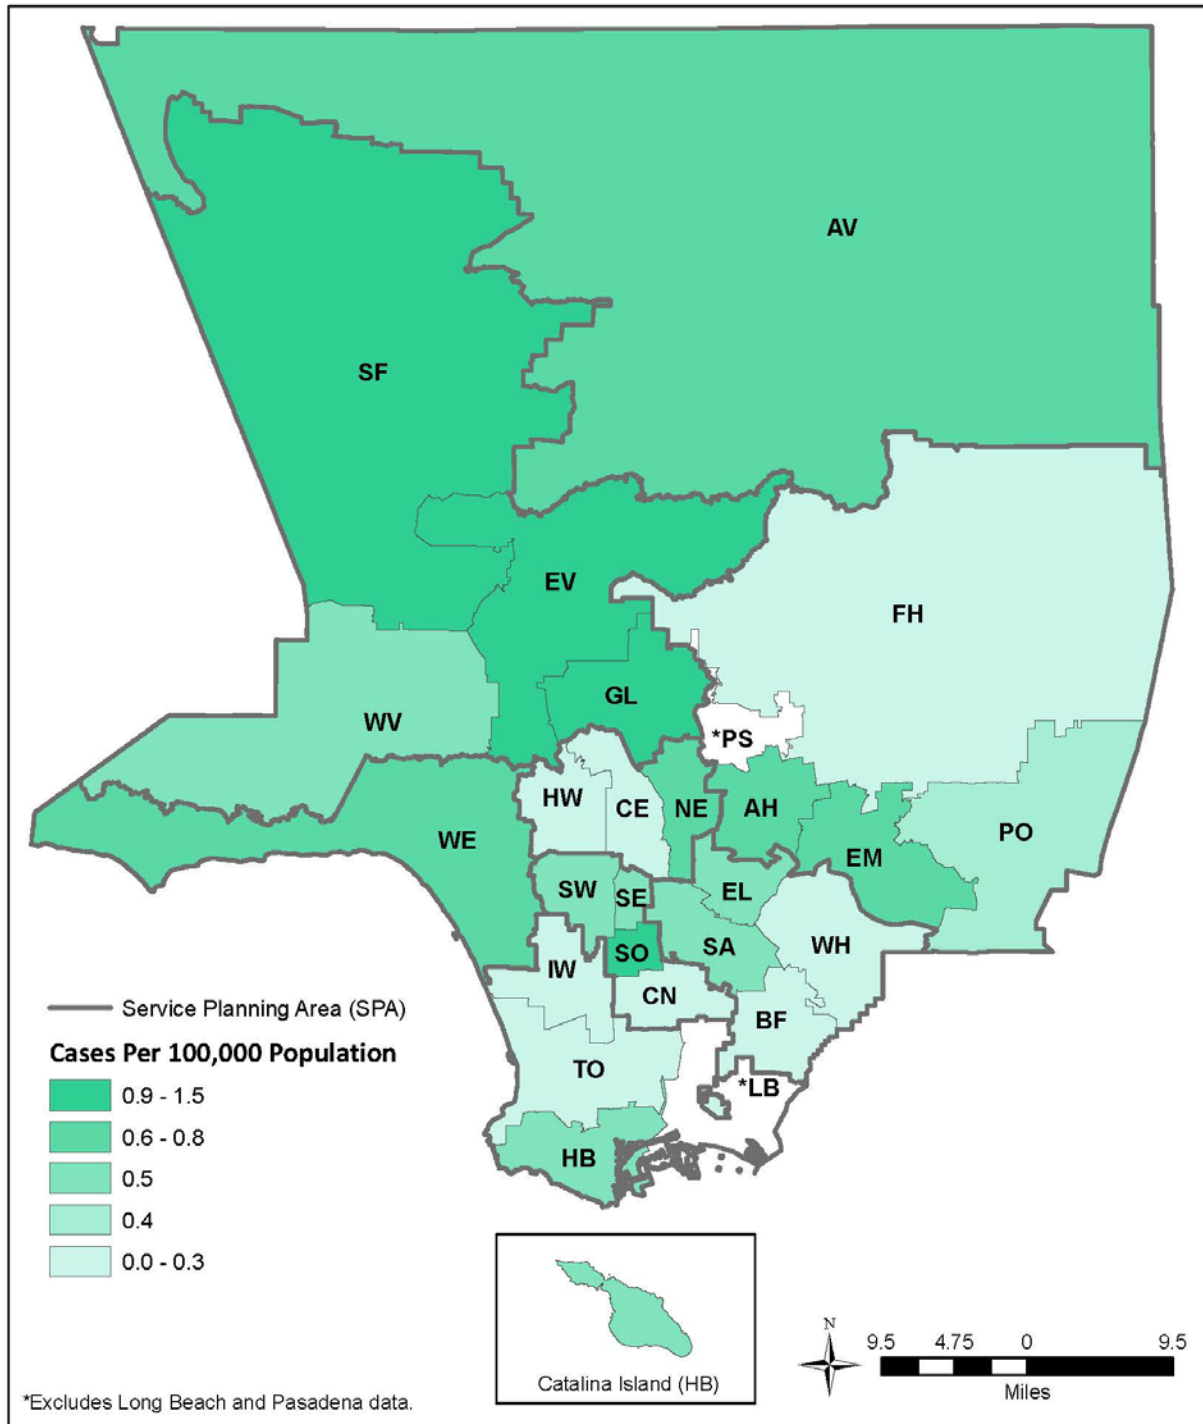 AV
SF
EV
FH
GL
WV
*PS
HW
CE
NE
AH
WE
EM
PO
SW
SE
EL
SO
SA
WH
IW
CN
BF
TO
*LB
HB
Service Planning Area (SPA)
Cases Per 100,000 Population
0.9 - 1.5
0.6 - 0.8
0.5
0.4
0.0 - 0.3
Catalina Island (HB)
N
9.5 4.75 0 9.5
Miles
*Excludes Long Beach and Pasadena data.